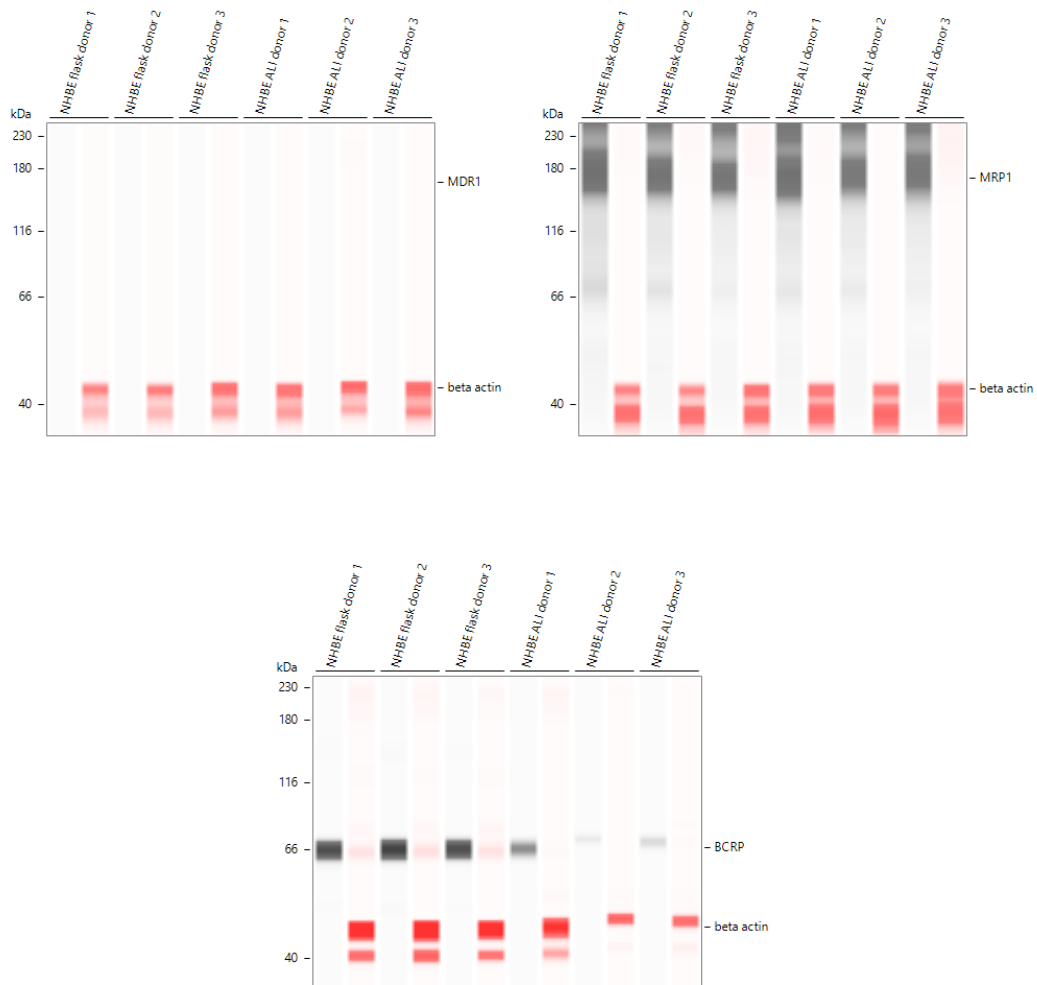 NHBE flask donor 1
NHBE flask donor 2
NHBE flask donor 3
NHBE ALI donor 1
NHBE ALI donor 2
NHBE ALI donor 3
kDa
230
180
116
66
40
MDR1
beta actin
NHBE flask donor 1
NHBE flask donor 2
NHBE flask donor 3
NHBE ALI donor 1
NHBE ALI donor 2
NHBE ALI donor 3
kDa
230
180
116
66
40
MRP1
beta actin
NHBE flask donor 1
NHBE flask donor 2
NHBE flask donor 3
NHBE ALI donor 1
NHBE ALI donor 2
NHBE ALI donor 3
kDa
230
180
116
66
40
BCRP
beta actin